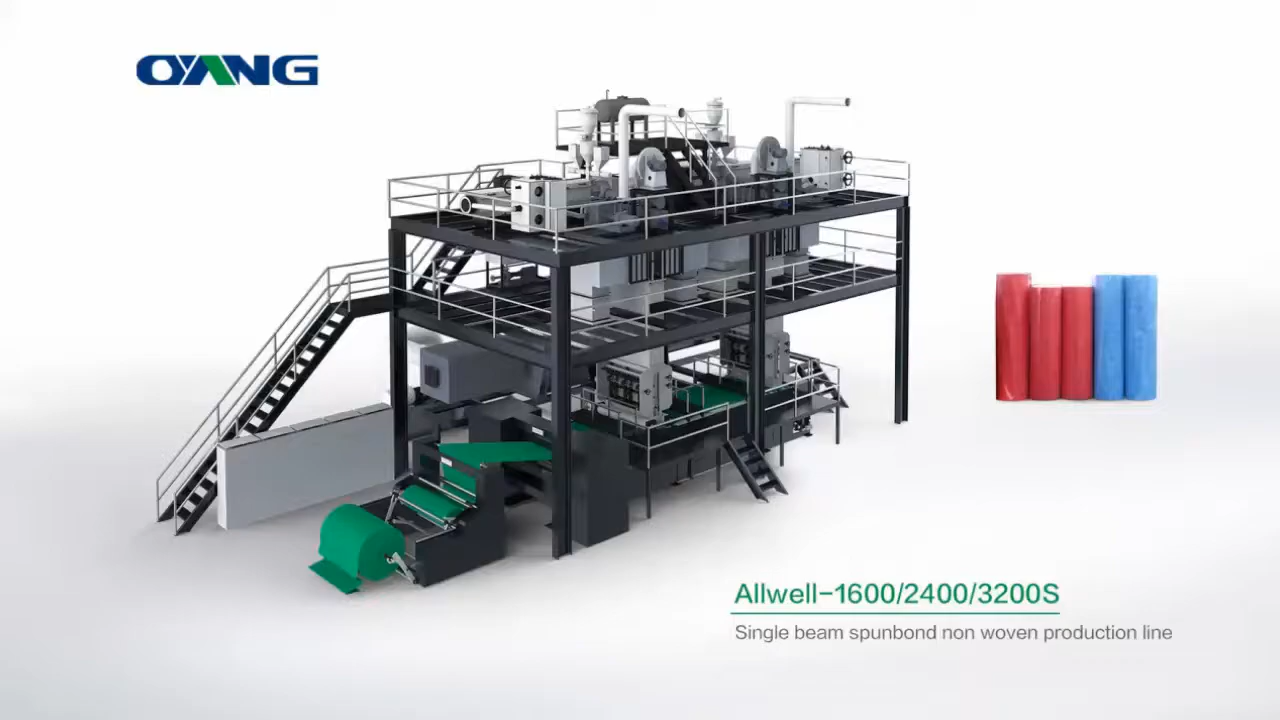 OYANG
Allwell-1600/2400/3200S
Single beam spunbond non woven production line